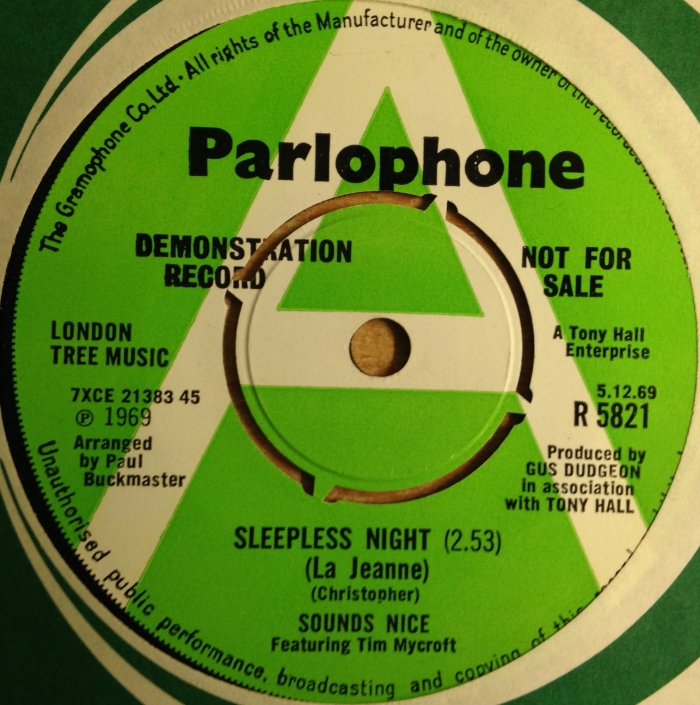 The Gramophone Co. Ltd · All rights of the Manufacturer and of the owner of the recorded
Parlophone
DEMONSTRATION
RECORD
NOT FOR
SALE
LONDON
TREE MUSIC
A Tony Hall
Enterprise
7XCE 21383 45
℗ 1969
5.12.69
R 5821
Arranged
by Paul
Buckmaster
Produced by
GUS DUDGEON
in association
with TONY HALL
SLEEPLESS NIGHT (2.53)
(La Jeanne)
(Christopher)
SOUNDS NICE
Featuring Tim Mycroft
Unauthorised public performance, broadcasting and copying of this